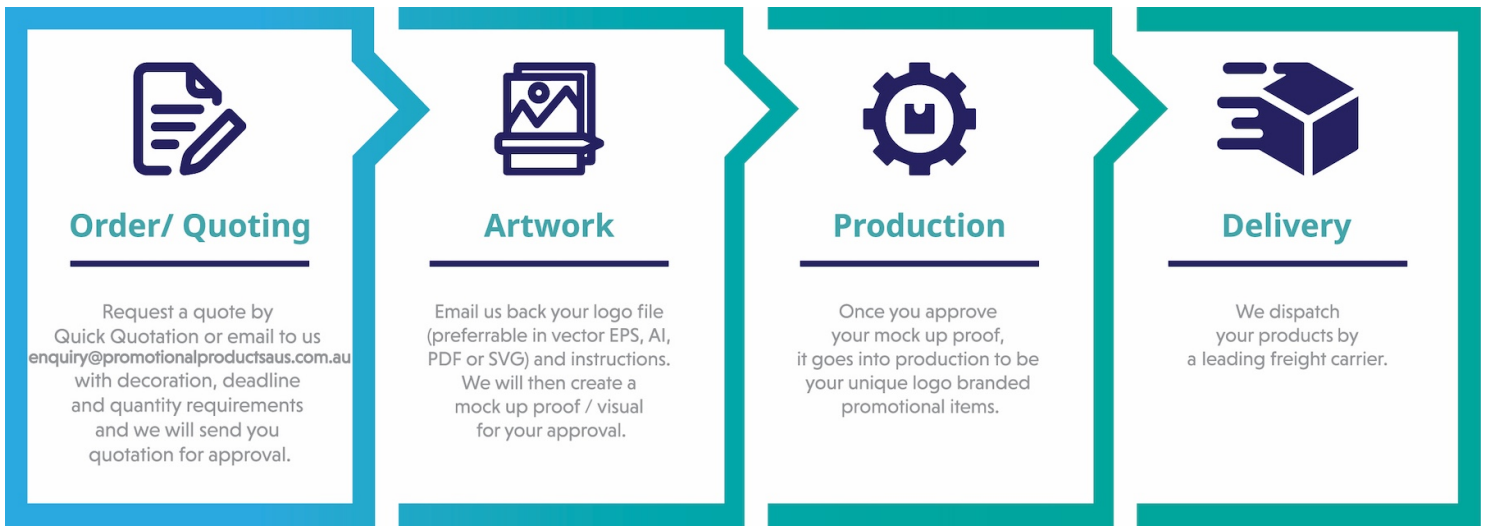 Order/ Quoting
Request a quote by
Quick Quotation or email to us
enquiry@promotionalproductsaus.com.au
with decoration, deadline
and quantity requirements
and we will send you
quotation for approval.
Artwork
Email us back your logo file
(preferrable in vector EPS, AI,
PDF or SVG) and instructions.
We will then create a
mock up proof / visual
for your approval.
Production
Once you approve
your mock up proof,
it goes into production to be
your unique logo branded
promotional items.
Delivery
We dispatch
your products by
a leading freight carrier.